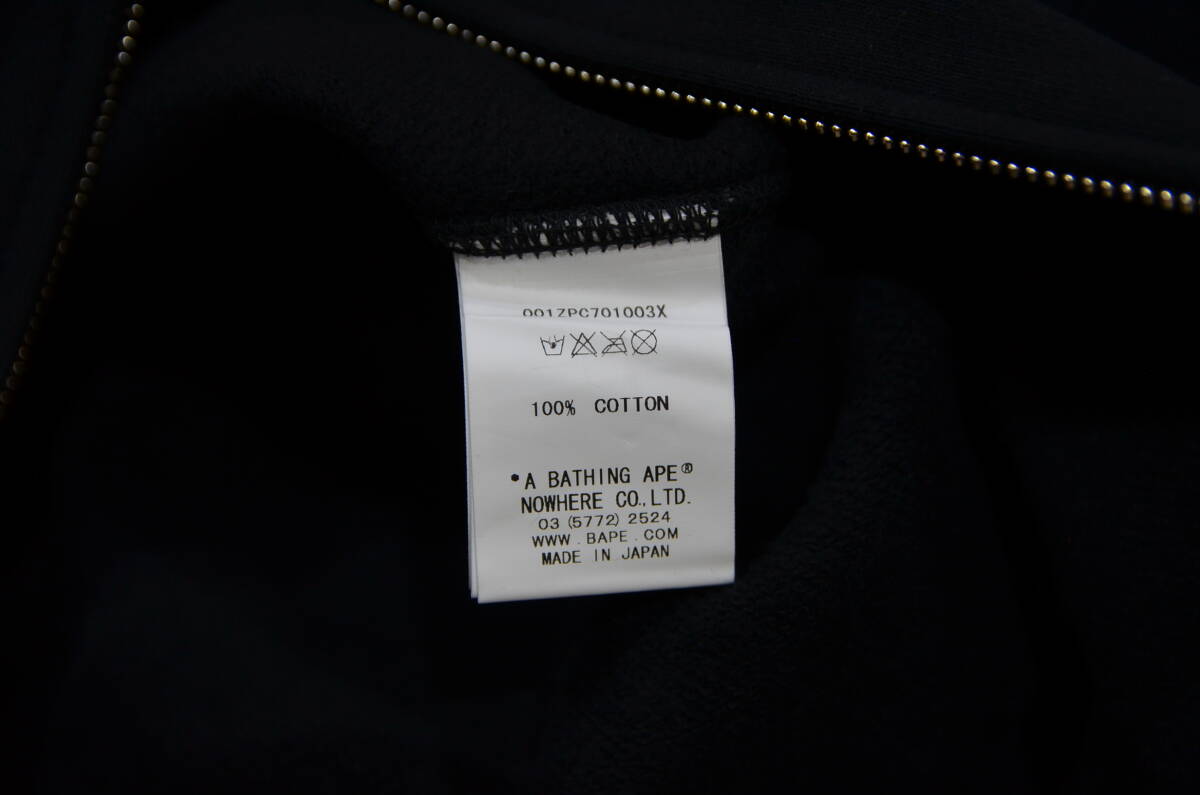 001ZPC701003X
100% COTTON
*A BATHING APE®
NOWHERE CO.,LTD.
03 (5772) 2524
WWW.BAPE.COM
MADE IN JAPAN